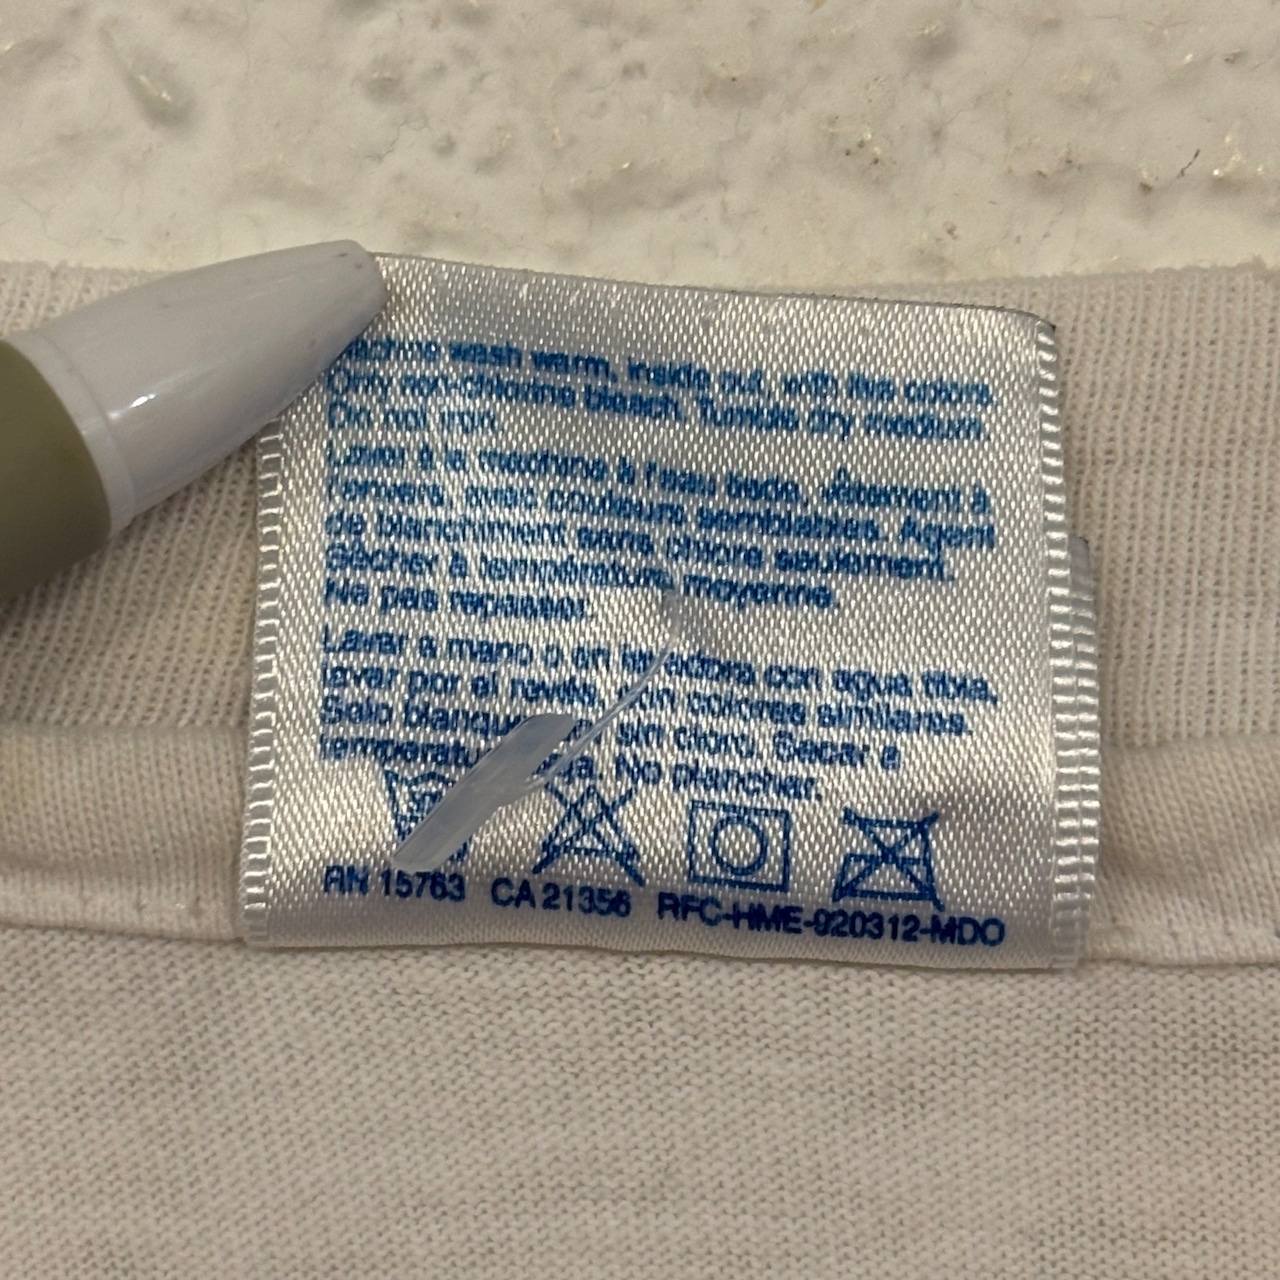 wash warm, inside out, with like colors.
Only non-chlorine bleach. Tumble dry medium.
Do not iron.
Laver à la machine à l'eau tiède. Vêtement à
l'envers, avec couleurs semblables. Agent
de blanchiment sans chlore seulement.
Sécher à température moyenne.
Ne pas repasser.
Lavar a mano o en lavadora con agua tibia.
Lavar por el revés, con colores similares.
Solo sin cloro. Secar a
No planchar.
RN 15763 CA 21356 RFC-HME-920312-MDO